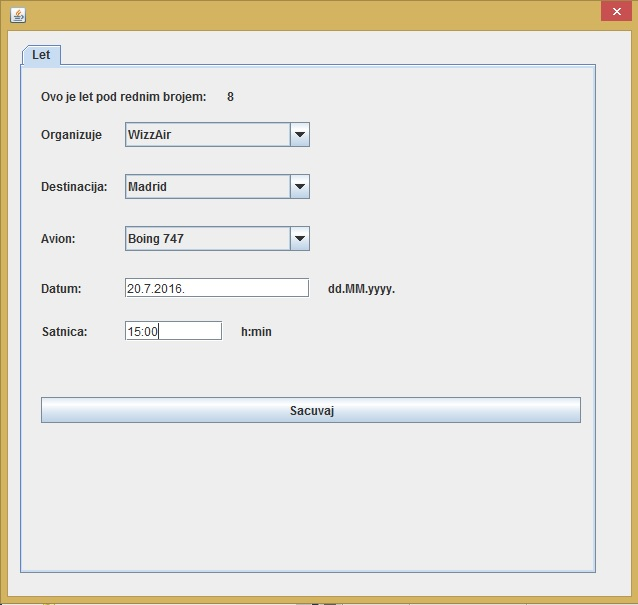 Let
Ovo je let pod rednim brojem: 8
Organizuje WizzAir
Destinacija: Madrid
Avion: Boing 747
Datum: 20.7.2016. dd.MM.yyyy.
Satnica: 15:00 h:min
Sacuvaj